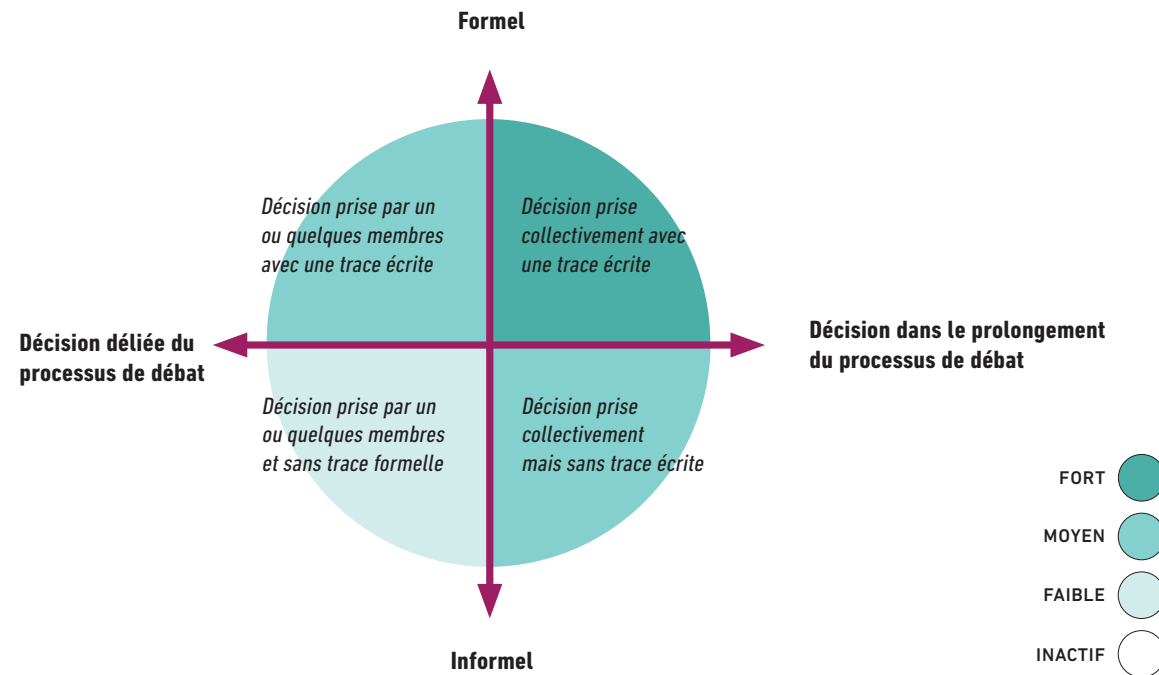 Formel
Décision prise par un
ou quelques membres
avec une trace écrite
Décision prise
collectivement avec
une trace écrite
Décision déliée du
processus de débat
Décision dans le prolongement
du processus de débat
Décision prise par un
ou quelques membres
et sans trace formelle
Décision prise
collectivement
mais sans trace écrite
Informel
FORT
MOYEN
FAIBLE
INACTIF